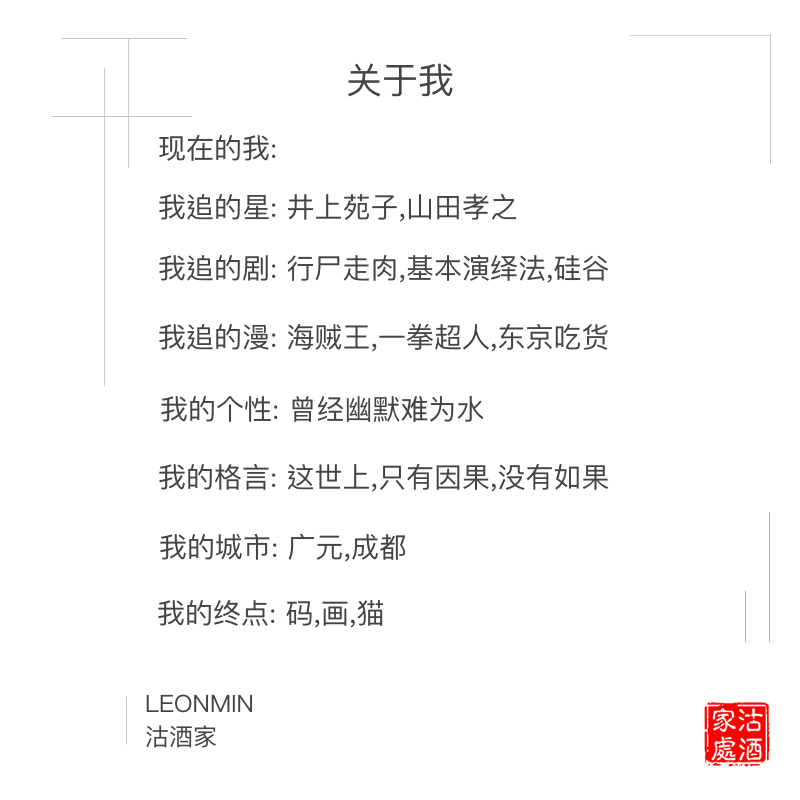 关于我
现在的我:
我追的星: 井上苑子,山田孝之
我追的剧: 行尸走肉,基本演绎法,硅谷
我追的漫: 海贼王,一拳超人,东京吃货
我的个性: 曾经幽默难为水
我的格言: 这世上,只有因果,没有如果
我的城市: 广元,成都
我的终点: 码,画,猫
LEONMIN
沽酒家
沽酒
家處